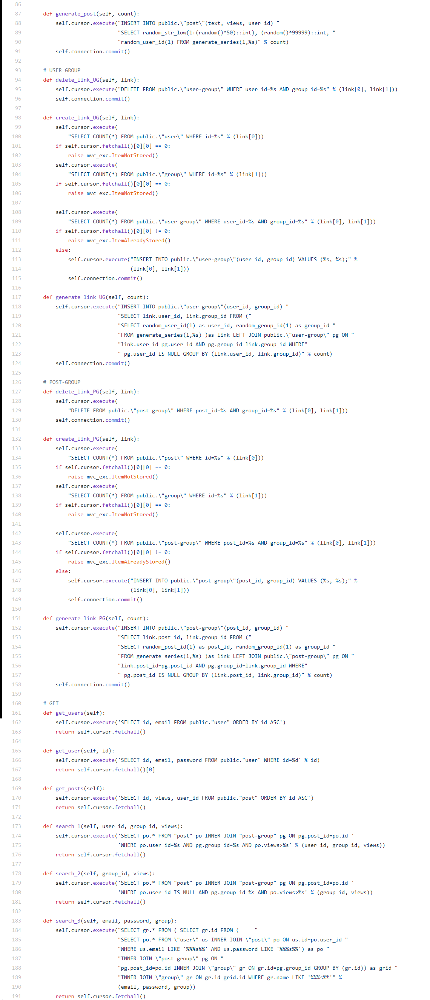 86
87 def generate_post(self, count):
88 self.cursor.execute("INSERT INTO public.\"post\"(text, views, user_id) "
89 "SELECT random_str_low(1+(random()*50)::int), (random()*99999)::int, "
90 "random_user_id(1) FROM generate_series(1,%s)" % count)
91 self.connection.commit()
92
93 # USER-GROUP
94 def delete_link_UG(self, link):
95 self.cursor.execute("DELETE FROM public.\"user-group\" WHERE user_id=%s AND group_id=%s" % (link[0], link[1]))
96 self.connection.commit()
97
98 def create_link_UG(self, link):
99 self.cursor.execute(
100 "SELECT COUNT(*) FROM public.\"user\" WHERE id=%s" % (link[0]))
101 if self.cursor.fetchall()[0][0] == 0:
102 raise mvc_exc.ItemNotStored()
103 self.cursor.execute(
104 "SELECT COUNT(*) FROM public.\"group\" WHERE id=%s" % (link[1]))
105 if self.cursor.fetchall()[0][0] == 0:
106 raise mvc_exc.ItemNotStored()
107
108 self.cursor.execute(
109 "SELECT COUNT(*) FROM public.\"user-group\" WHERE user_id=%s AND group_id=%s" % (link[0], link[1]))
110 if self.cursor.fetchall()[0][0] != 0:
111 raise mvc_exc.ItemAlreadyStored()
112 else:
113 self.cursor.execute("INSERT INTO public.\"user-group\"(user_id, group_id) VALUES (%s, %s);" %
114 (link[0], link[1]))
115 self.connection.commit()
116
117 def generate_link_UG(self, count):
118 self.cursor.execute("INSERT INTO public.\"user-group\"(user_id, group_id) "
119 "SELECT link.user_id, link.group_id FROM ("
120 "SELECT random_user_id(1) as user_id, random_group_id(1) as group_id "
121 "FROM generate_series(1,%s) )as link LEFT JOIN public.\"user-group\" pg ON "
122 "link.user_id=pg.user_id AND pg.group_id=link.group_id WHERE"
123 " pg.user_id IS NULL GROUP BY (link.user_id, link.group_id)" % count)
124 self.connection.commit()
125
126 # POST-GROUP
127 def delete_link_PG(self, link):
128 self.cursor.execute(
129 "DELETE FROM public.\"post-group\" WHERE post_id=%s AND group_id=%s" % (link[0], link[1]))
130 self.connection.commit()
131
132 def create_link_PG(self, link):
133 self.cursor.execute(
134 "SELECT COUNT(*) FROM public.\"post\" WHERE id=%s" % (link[0]))
135 if self.cursor.fetchall()[0][0] == 0:
136 raise mvc_exc.ItemNotStored()
137 self.cursor.execute(
138 "SELECT COUNT(*) FROM public.\"group\" WHERE id=%s" % (link[1]))
139 if self.cursor.fetchall()[0][0] == 0:
140 raise mvc_exc.ItemNotStored()
141
142 self.cursor.execute(
143 "SELECT COUNT(*) FROM public.\"post-group\" WHERE post_id=%s AND group_id=%s" % (link[0], link[1]))
144 if self.cursor.fetchall()[0][0] != 0:
145 raise mvc_exc.ItemAlreadyStored()
146 else:
147 self.cursor.execute("INSERT INTO public.\"post-group\"(post_id, group_id) VALUES (%s, %s);" %
148 (link[0], link[1]))
149 self.connection.commit()
150
151 def generate_link_PG(self, count):
152 self.cursor.execute("INSERT INTO public.\"post-group\"(post_id, group_id) "
153 "SELECT link.post_id, link.group_id FROM ("
154 "SELECT random_post_id(1) as post_id, random_group_id(1) as group_id "
155 "FROM generate_series(1,%s) )as link LEFT JOIN public.\"post-group\" pg ON "
156 "link.post_id=pg.post_id AND pg.group_id=link.group_id WHERE"
157 " pg.post_id IS NULL GROUP BY (link.post_id, link.group_id)" % count)
158 self.connection.commit()
159
160 # GET
161 def get_users(self):
162 self.cursor.execute('SELECT id, email FROM public."user" ORDER BY id ASC')
163 return self.cursor.fetchall()
164
165 def get_user(self, id):
166 self.cursor.execute('SELECT id, email, password FROM public."user" WHERE id=%d' % id)
167 return self.cursor.fetchall()[0]
168
169 def get_posts(self):
170 self.cursor.execute('SELECT id, views, user_id FROM public."post" ORDER BY id ASC')
171 return self.cursor.fetchall()
172
173 def search_1(self, user_id, group_id, views):
174 self.cursor.execute('SELECT po.* FROM "post" po INNER JOIN "post-group" pg ON pg.post_id=po.id '
175 'WHERE po.user_id=%s AND pg.group_id=%s AND po.views>%s' % (user_id, group_id, views))
176 return self.cursor.fetchall()
177
178 def search_2(self, group_id, views):
179 self.cursor.execute('SELECT po.* FROM "post" po INNER JOIN "post-group" pg ON pg.post_id=po.id '
180 'WHERE po.user_id IS NULL AND pg.group_id=%s AND po.views>%s' % (group_id, views))
181 return self.cursor.fetchall()
182
183 def search_3(self, email, password, group):
184 self.cursor.execute("SELECT gr.* FROM ( SELECT gr.id FROM (     "
185 "SELECT po.* FROM \"user\" us INNER JOIN \"post\" po ON us.id=po.user_id "
186 "WHERE us.email LIKE '%%%s%%' AND us.password LIKE '%%%s%%') as po "
187 "INNER JOIN \"post-group\" pg ON "
188 "pg.post_id=po.id INNER JOIN \"group\" gr ON gr.id=pg.group_id GROUP BY (gr.id)) as grid "
189 "INNER JOIN \"group\" gr ON gr.id=grid.id WHERE gr.name LIKE '%%%s%%'" %
190 (email, password, group))
191 return self.cursor.fetchall()